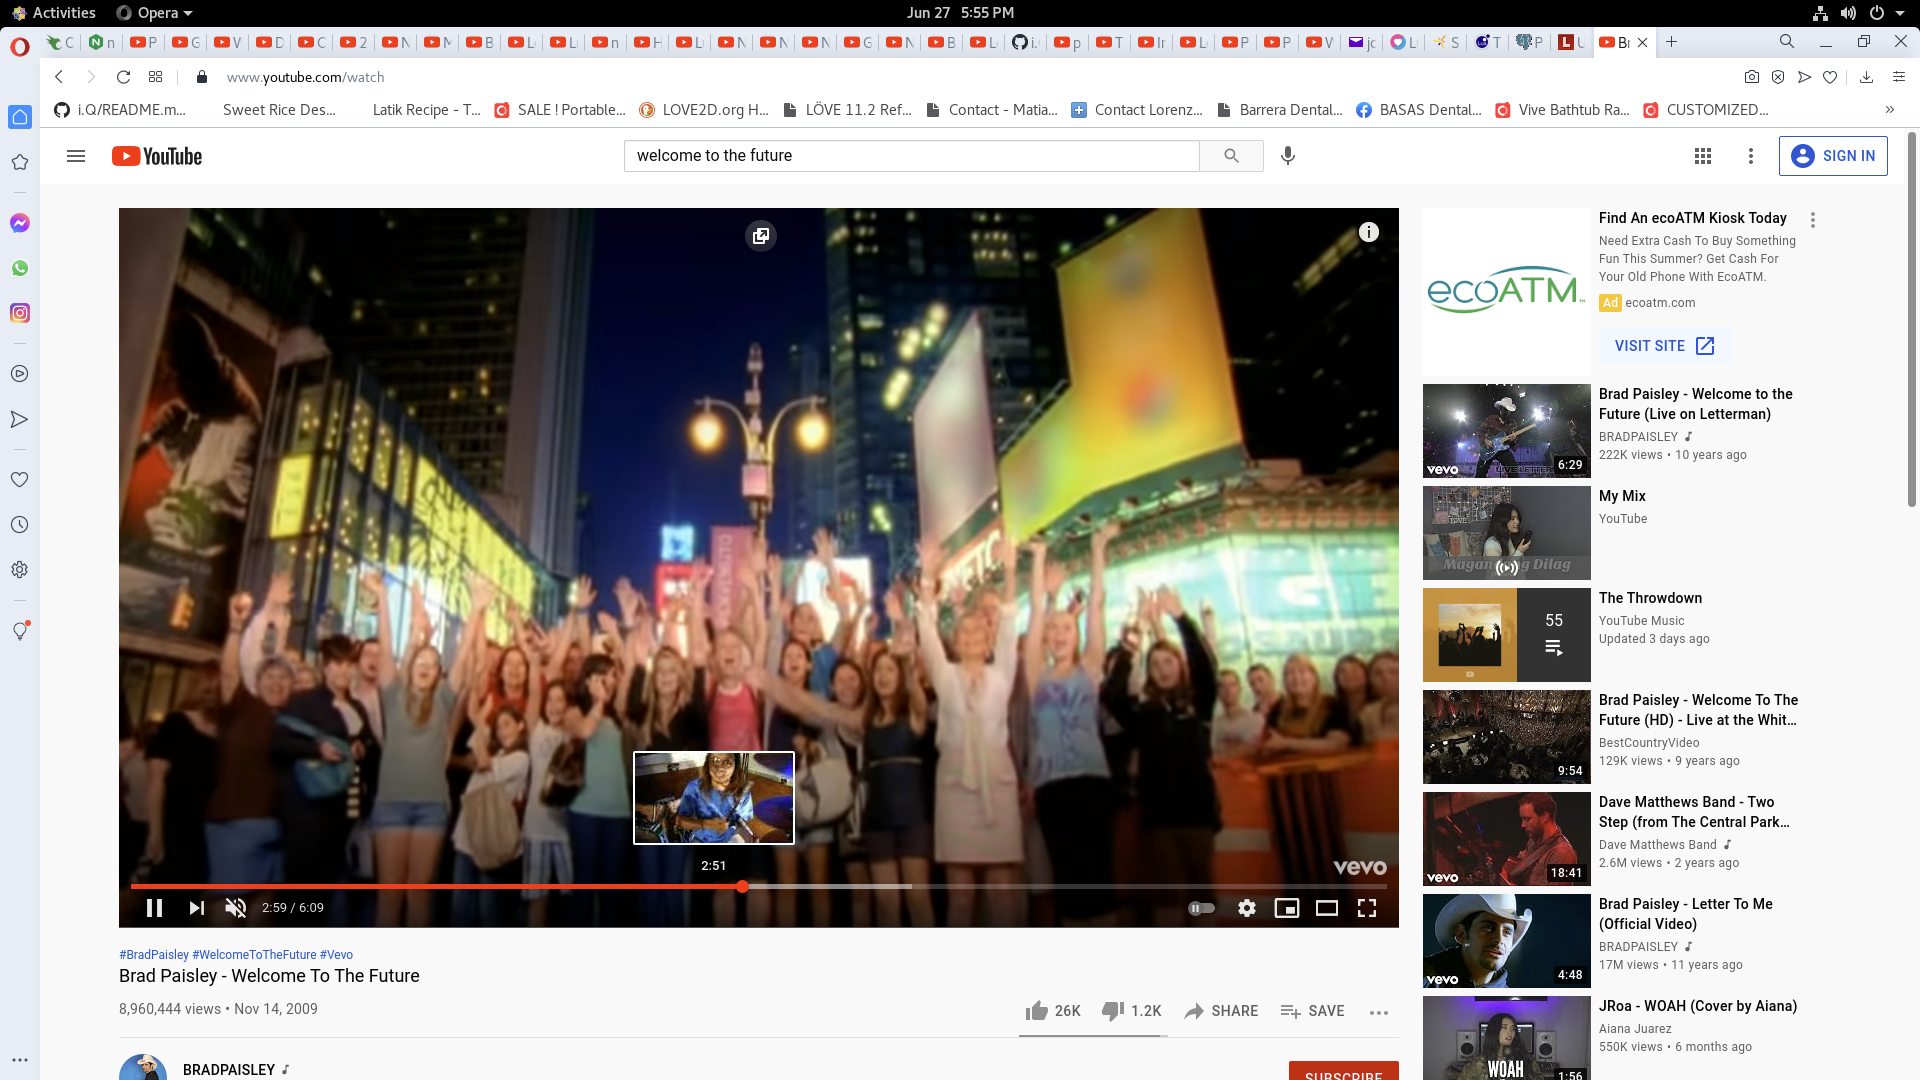 Activities
Opera
Jun 27 5:55 PM
www.youtube.com/watch
i.Q/README.m...
Sweet Rice Des...
Latik Recipe - T...
SALE ! Portable...
LOVE2D.org H...
LÖVE 11.2 Ref...
Contact - Matia...
Contact Lorenz...
Barrera Dental...
BASAS Dental...
Vive Bathtub Ra...
CUSTOMIZED...
»
YouTube
welcome to the future
SIGN IN
vevo
2:51
2:59 / 6:09
#BradPaisley #WelcomeToTheFuture #Vevo
Brad Paisley - Welcome To The Future
8,960,444 views • Nov 14, 2009
26K
1.2K
SHARE
SAVE
BRADPAISLEY
SUBSCRIBE
ecoATM
Find An ecoATM Kiosk Today
Need Extra Cash To Buy Something
Fun This Summer? Get Cash For
Your Old Phone With EcoATM.
Ad ecoatm.com
VISIT SITE
vevo
6:29
Brad Paisley - Welcome to the
Future (Live on Letterman)
BRADPAISLEY
222K views • 10 years ago
My Mix
YouTube
55
The Throwdown
YouTube Music
Updated 3 days ago
9:54
Brad Paisley - Welcome To The
Future (HD) - Live at the Whit...
BestCountryVideo
129K views • 9 years ago
vevo
18:41
Dave Matthews Band - Two
Step (from The Central Park...
Dave Matthews Band
2.6M views • 2 years ago
vevo
4:48
Brad Paisley - Letter To Me
(Official Video)
BRADPAISLEY
17M views • 11 years ago
WOAH
1:56
JRoa - WOAH (Cover by Aiana)
Aiana Juarez
550K views • 6 months ago